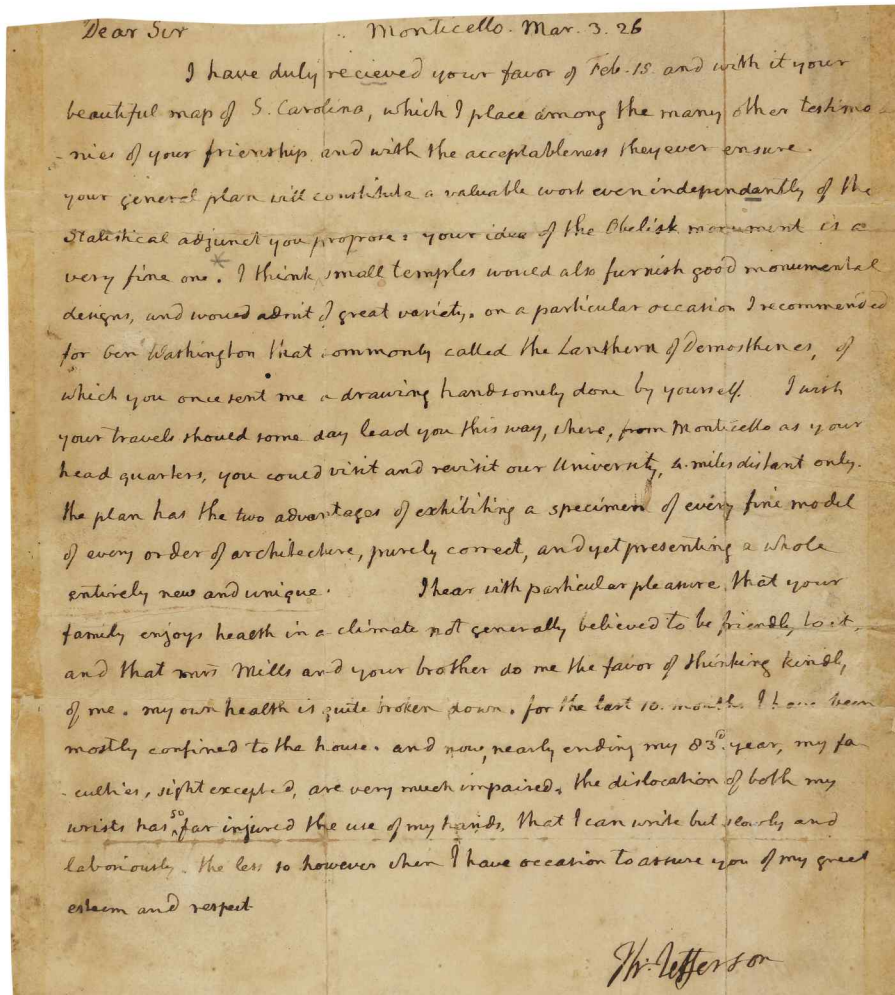 Dear Sir Monticello. Mar. 3. 26
I have duly recieved your favor of Feb. 15. and with it your
beautiful map of S. Carolina, which I place among the many other testimo-
-nies of your friendship and with the acceptableness they ever ensure.
your general plan will constitute a valuable work even independantly of the
Statistical adjunct you propose: your idea of the Obelisk monument is a
very fine one. * I think small temples would also furnish good monumental
designs, and would admit of great variety. on a particular occasion I recommended
for Gen Washington that commonly called the Lanthern of Demosthenes, of
which you once sent me a drawing handsomely done by yourself. I wish
your travels should some day lead you this way, where, from Monticello as your
head quarters, you could visit and revisit our University, 4. miles distant only.
the plan has the two advantages of exhibiting a specimen of every fine model
of every order of architecture, purely correct, and yet presenting a whole
entirely new and unique. I hear with particular pleasure that your
family enjoys health in a climate not generally believed to be friendly to it,
and that mrs Mills and your brother do me the favor of thinking kindly
of me. my own health is quite broken down. for the last 10. months I have been
mostly confined to the house. and now, nearly ending my 83d. year, my fa
-culties, sight excepted, are very much impaired. the dislocation of both my
wrists has so far injured the use of my hands, that I can write but slowly and
laboriously. the less so however when I have occasion to assure you of my great
esteem and respect
Th: Jefferson